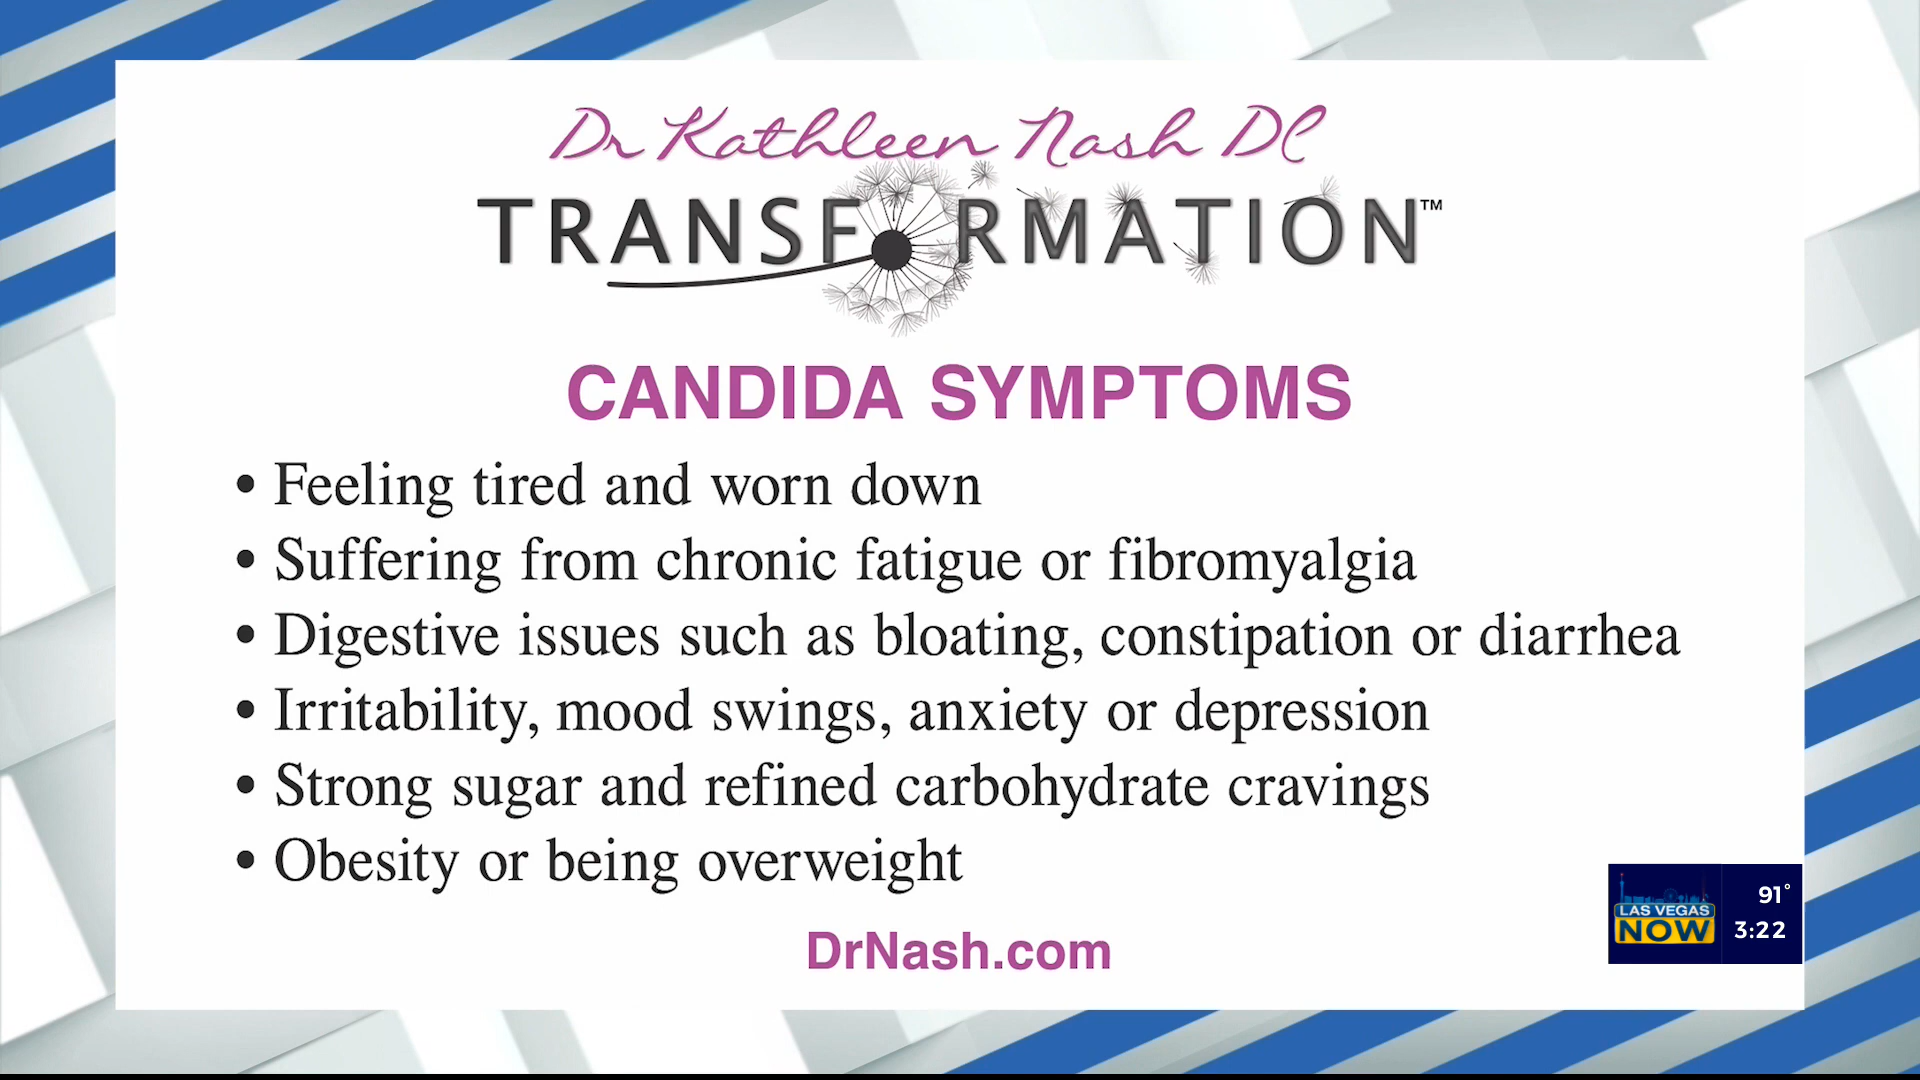 Dr Kathleen Nash DC
TRANSFORMATION™
CANDIDA SYMPTOMS
• Feeling tired and worn down
• Suffering from chronic fatigue or fibromyalgia
• Digestive issues such as bloating, constipation or diarrhea
• Irritability, mood swings, anxiety or depression
• Strong sugar and refined carbohydrate cravings
• Obesity or being overweight
DrNash.com
LAS VEGAS
NOW
91°
3:22